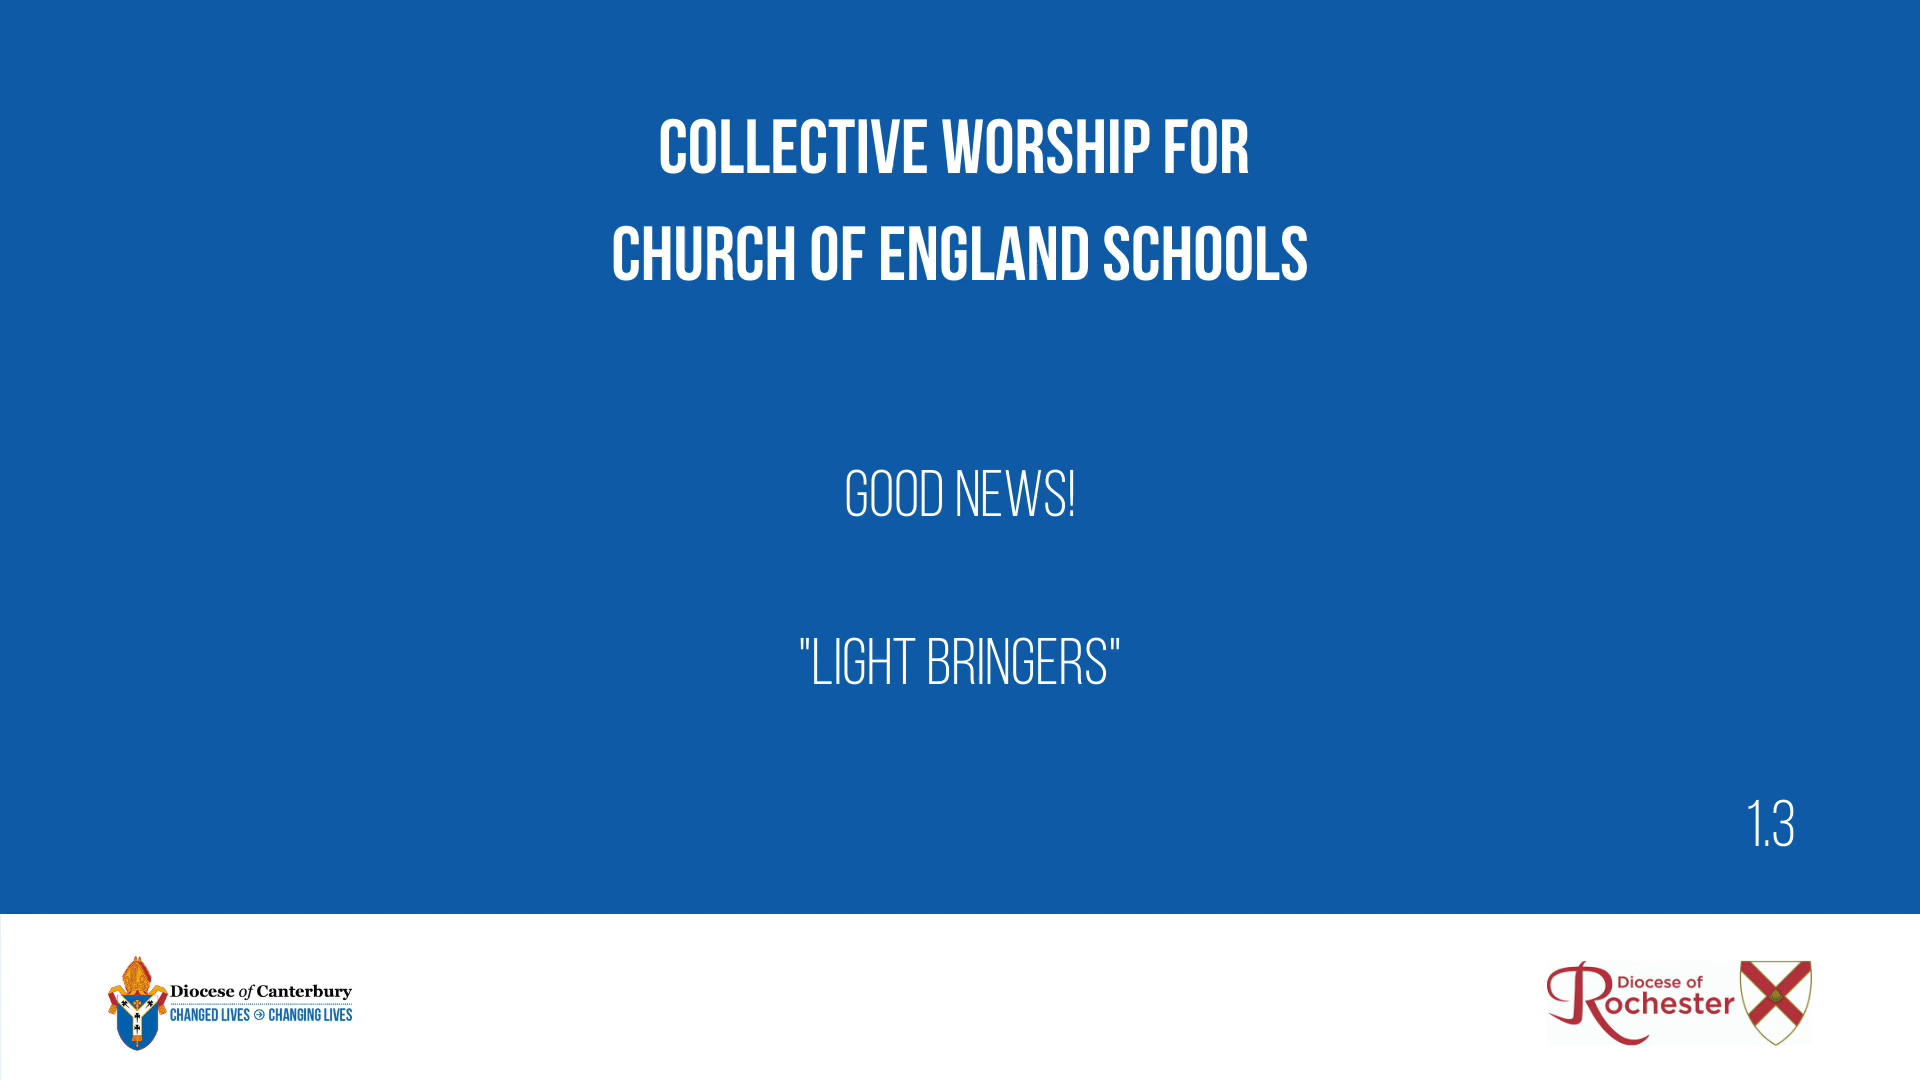 COLLECTIVE WORSHIP FOR
CHURCH OF ENGLAND SCHOOLS
GOOD NEWS!
"LIGHT BRINGERS"
1.3
Diocese of Canterbury
CHANGED LIVES → CHANGING LIVES
Diocese of
Rochester